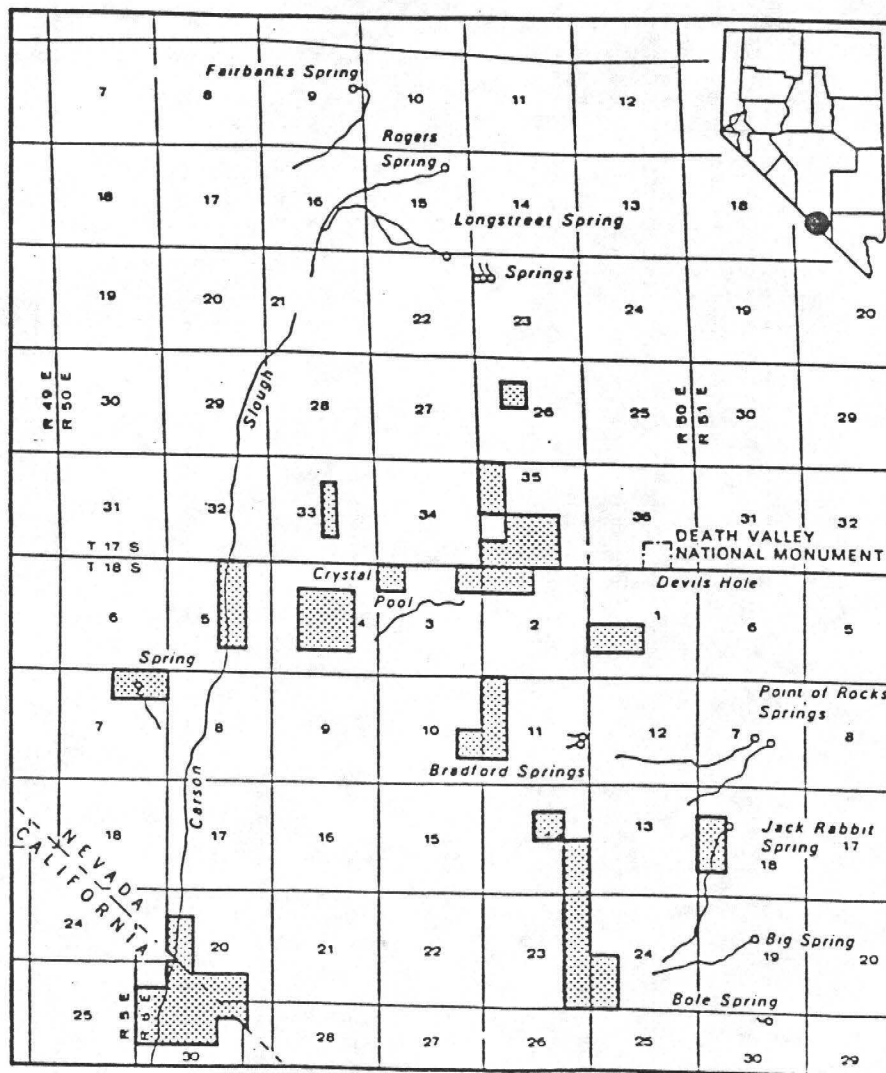 Fairbanks Spring
7 8 9 10 11 12
Rogers
Spring
18 17 16 15 14 13 18
Longstreet Spring
Springs
19 20 21 22 23 24 19 20
R 49 E
R 50 E
Slough
R 50 E
R 51 E
30 29 28 27 26 25 30 29
31 32 33 34 35 36 31 32
DEATH VALLEY
NATIONAL MONUMENT
T 17 S
T 18 S
Crystal
Pool
Devils Hole
6 5 4 3 2 1 6 5
Spring
Point of Rocks
Springs
7 8 9 10 11 12 7 8
Bradford Springs
Carson
NEVADA
CALIFORNIA
18 17 16 15 13
Jack Rabbit
Spring 17
18
24 20 21 22 23 24
Big Spring
19 20
Bole Spring
R 5 E
R 6 E
25 30 28 27 26 25 30 29